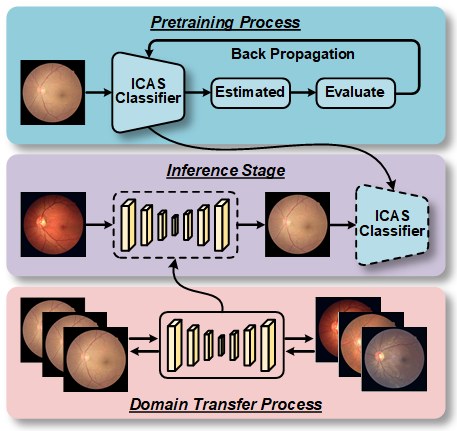 Pretraining Process
Back Propagation
ICAS
Classifier
Estimated
Evaluate
Inference Stage
ICAS
Classifier
Domain Transfer Process